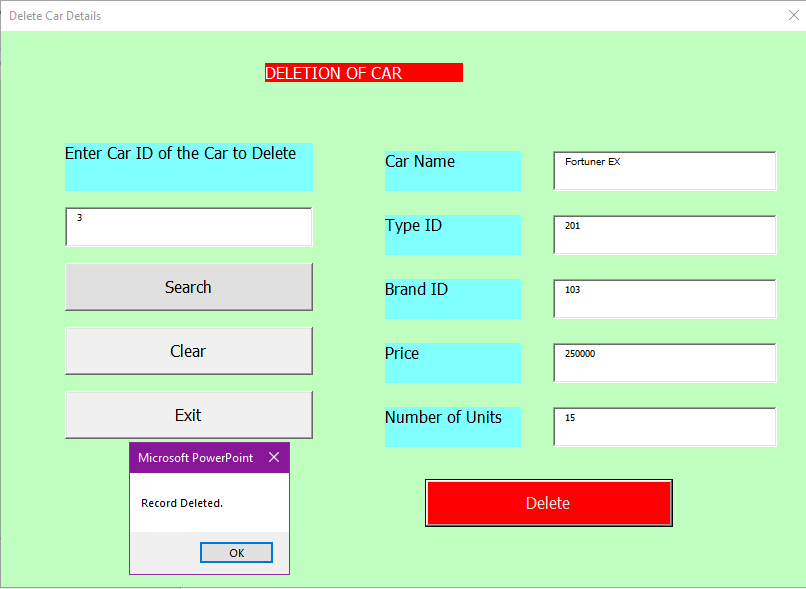 Delete Car Details
DELETION OF CAR
Enter Car ID of the Car to Delete
3
Search
Clear
Exit
Car Name
Fortuner EX
Type ID
201
Brand ID
103
Price
250000
Number of Units
15
Delete
Microsoft PowerPoint
Record Deleted.
OK